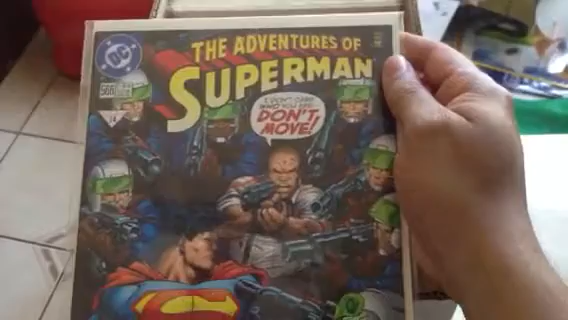 DC
THE ADVENTURES OF
SUPERMAN
DON'T
MOVE!